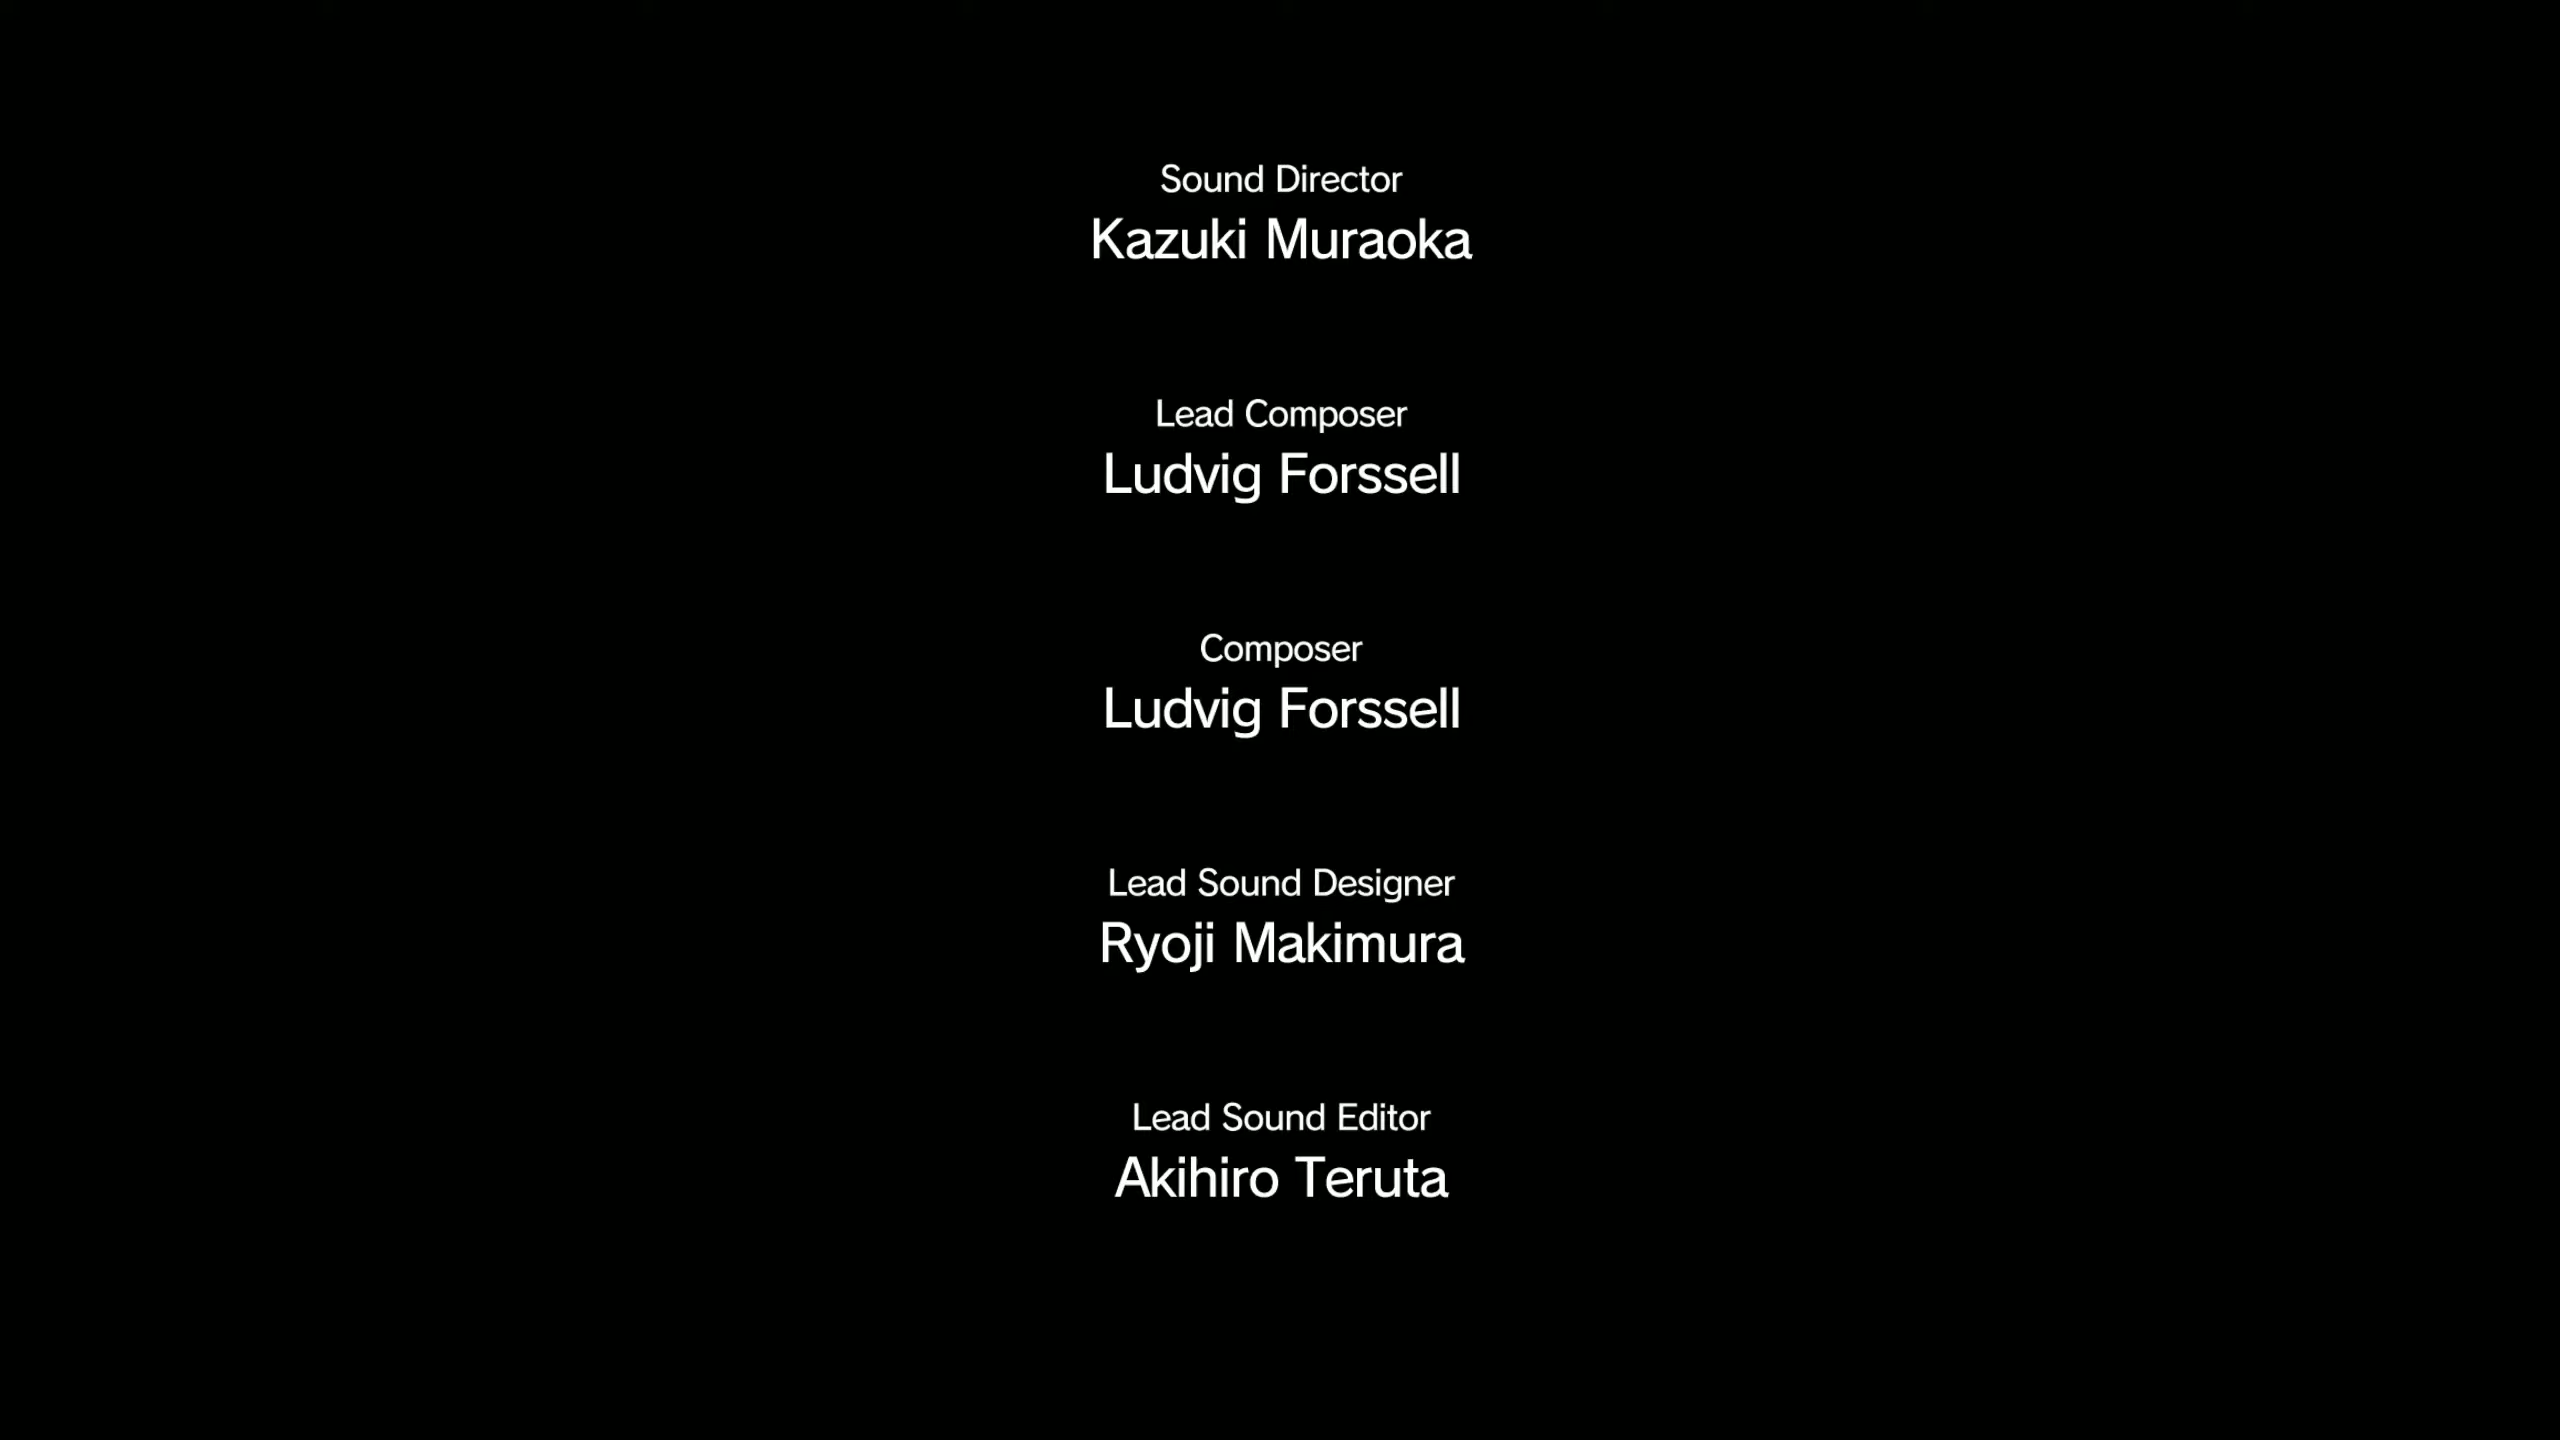 Sound Director
Kazuki Muraoka
Lead Composer
Ludvig Forssell
Composer
Ludvig Forssell
Lead Sound Designer
Ryoji Makimura
Lead Sound Editor
Akihiro Teruta